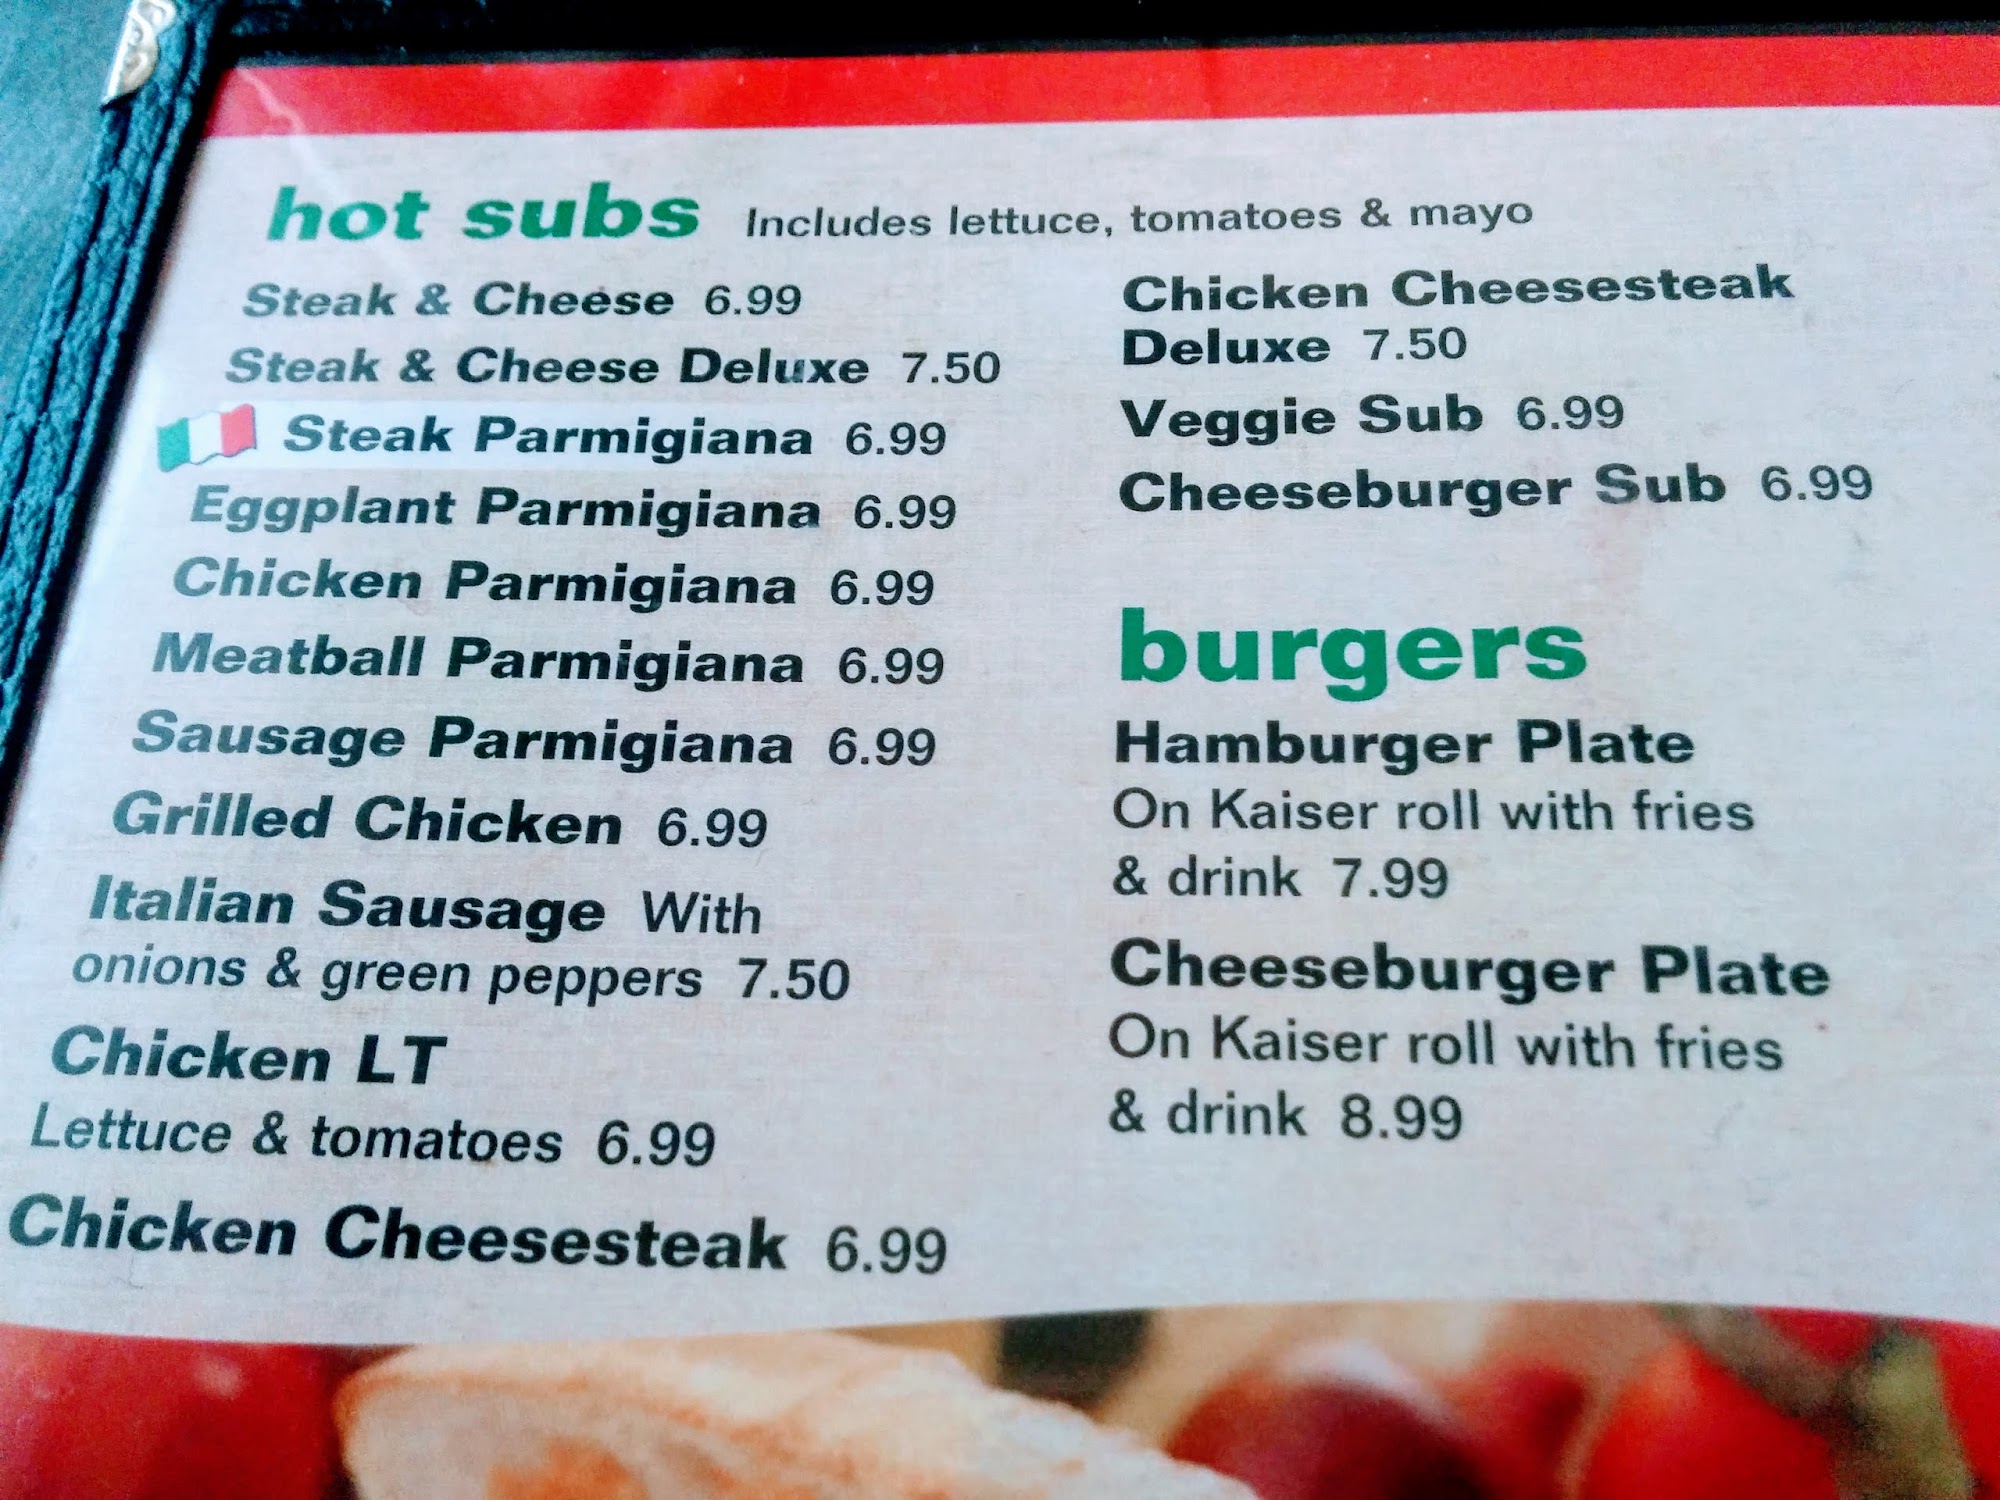 hot subs Includes lettuce, tomatoes & mayo
Steak & Cheese 6.99
Steak & Cheese Deluxe 7.50
Steak Parmigiana 6.99
Eggplant Parmigiana 6.99
Chicken Parmigiana 6.99
Meatball Parmigiana 6.99
Sausage Parmigiana 6.99
Grilled Chicken 6.99
Italian Sausage With
onions & green peppers 7.50
Chicken LT
Lettuce & tomatoes 6.99
Chicken Cheesesteak 6.99
Chicken Cheesesteak
Deluxe 7.50
Veggie Sub 6.99
Cheeseburger Sub 6.99
burgers
Hamburger Plate
On Kaiser roll with fries
& drink 7.99
Cheeseburger Plate
On Kaiser roll with fries
& drink 8.99